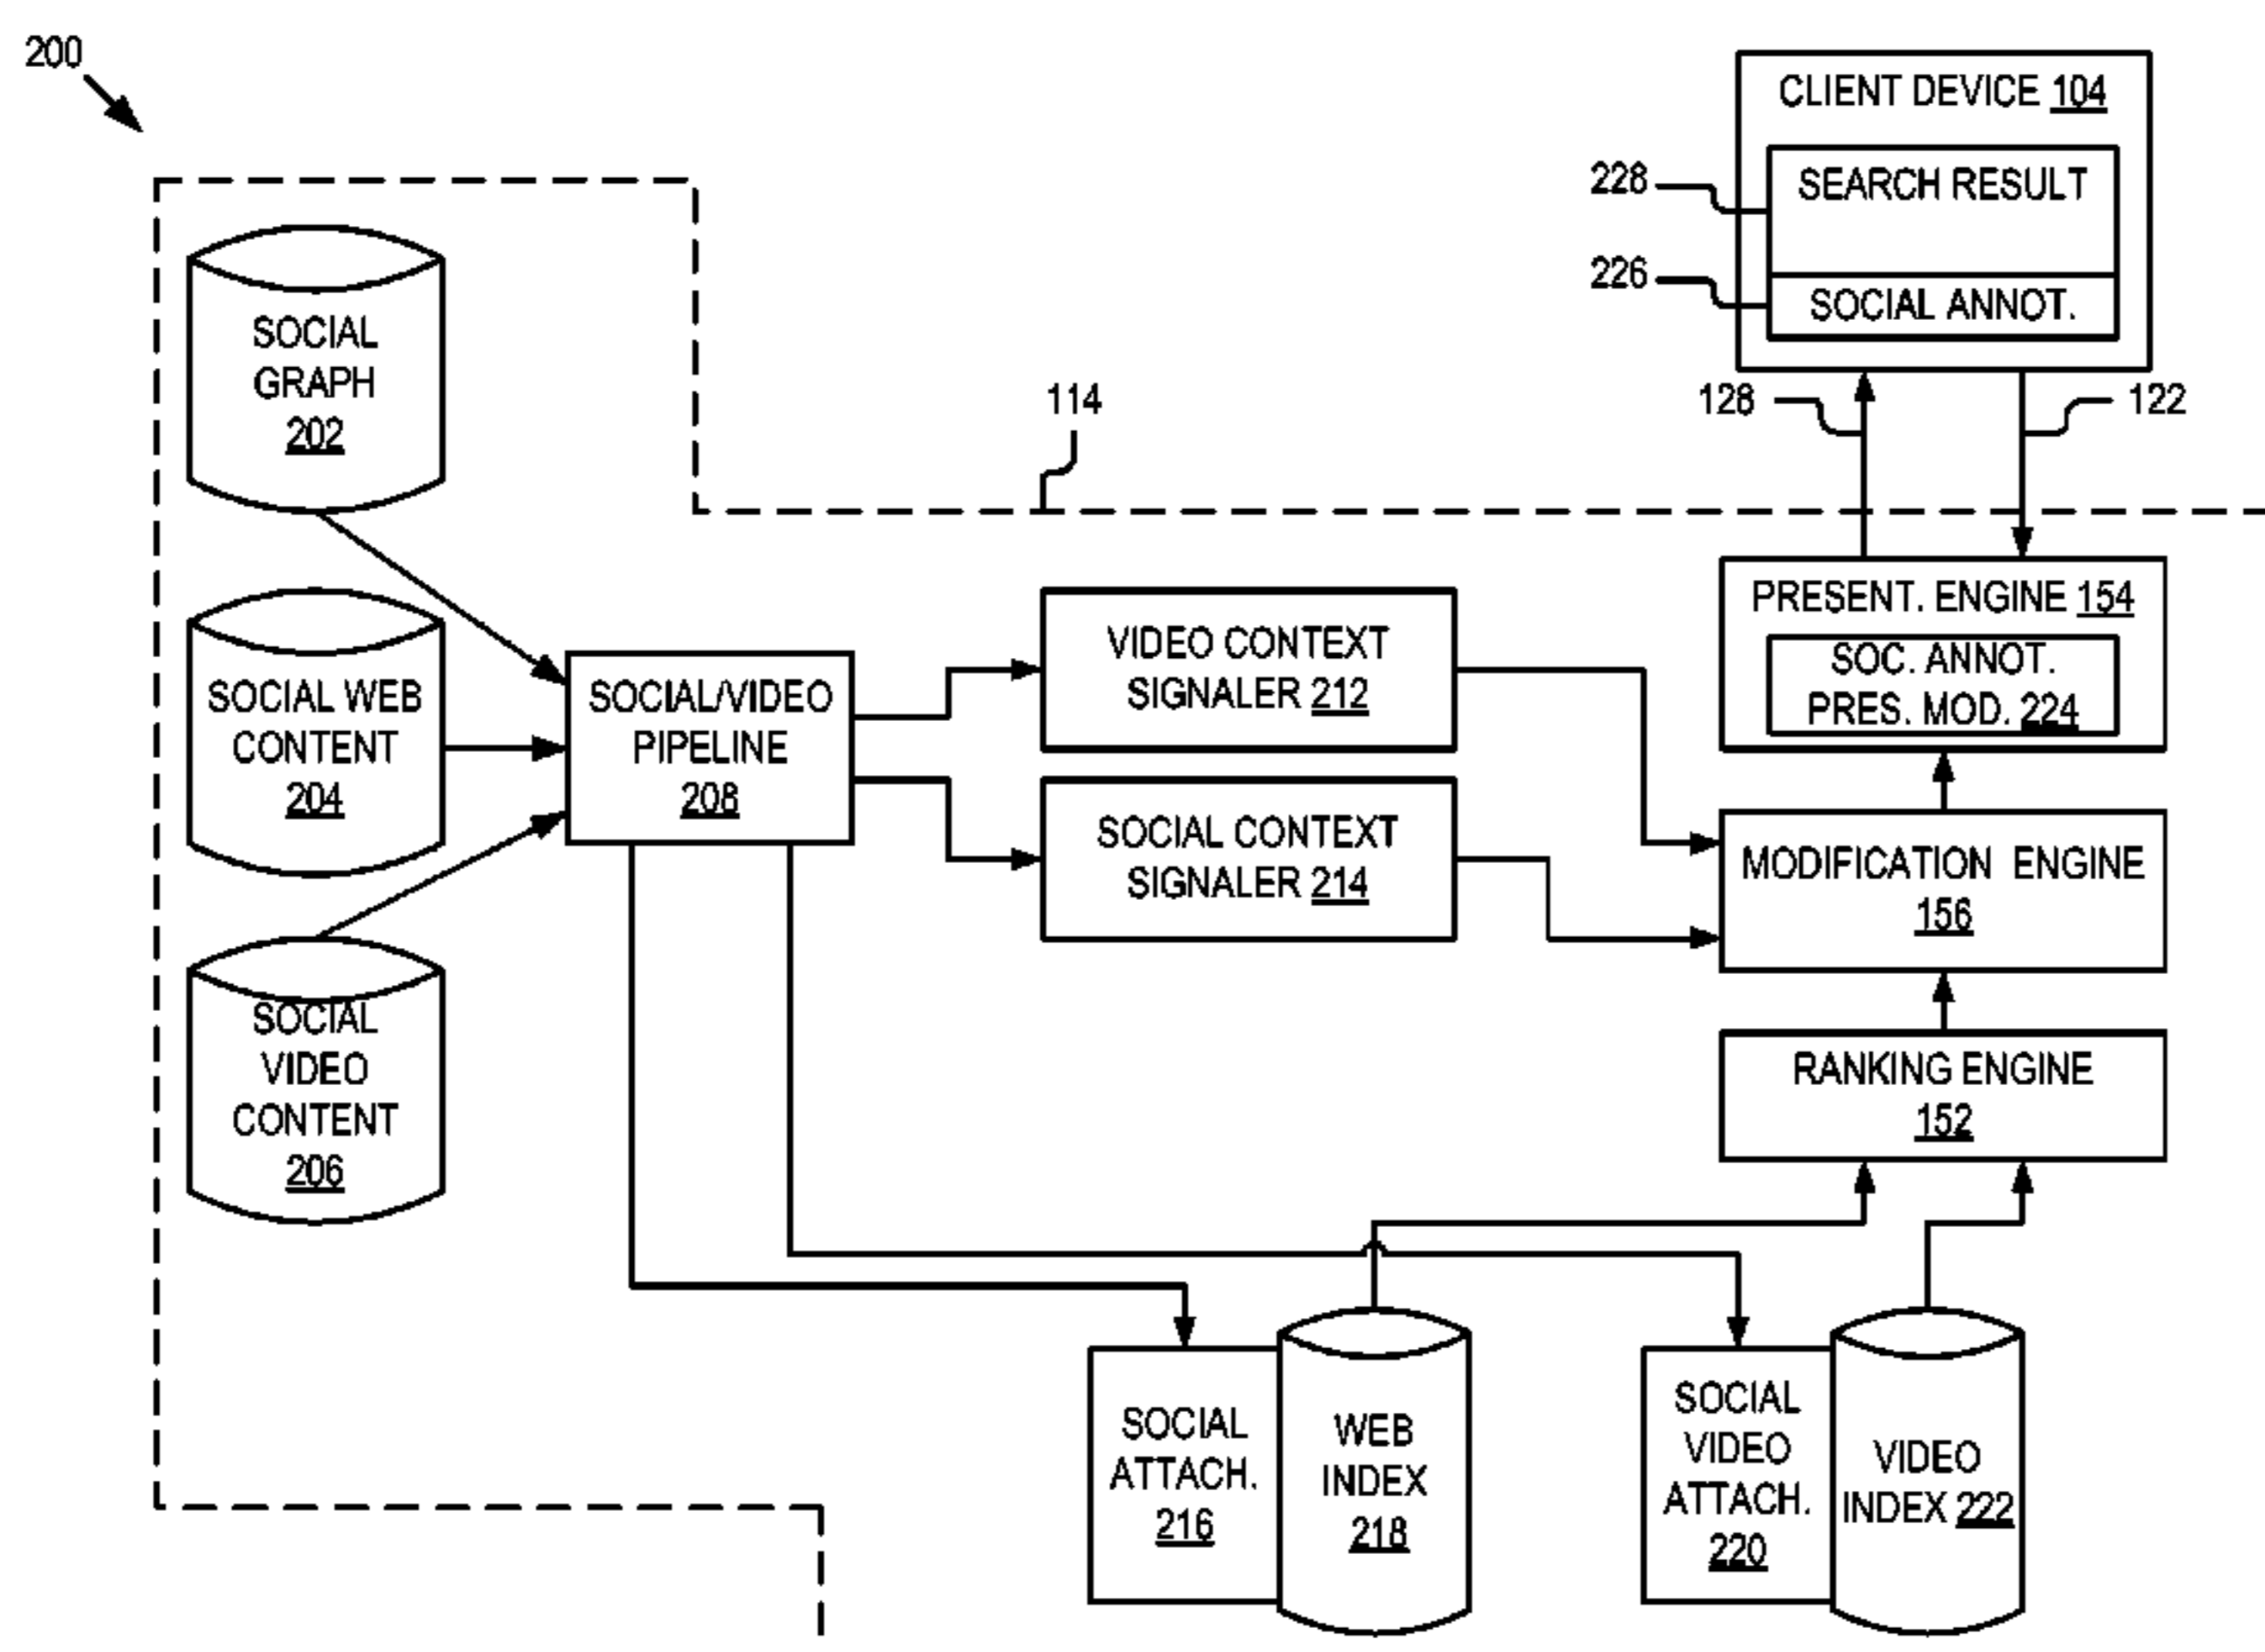 200
CLIENT DEVICE 104
228
SEARCH RESULT
226
SOCIAL ANNOT.
SOCIAL
GRAPH
202
114
128
122
PRESENT. ENGINE 154
SOC. ANNOT.
PRES. MOD. 224
SOCIAL WEB
CONTENT
204
SOCIAL/VIDEO
PIPELINE
208
VIDEO CONTEXT
SIGNALER 212
SOCIAL CONTEXT
SIGNALER 214
MODIFICATION ENGINE
156
SOCIAL
VIDEO
CONTENT
206
RANKING ENGINE
152
SOCIAL
ATTACH.
216
WEB
INDEX
218
SOCIAL
VIDEO
ATTACH.
220
VIDEO
INDEX 222